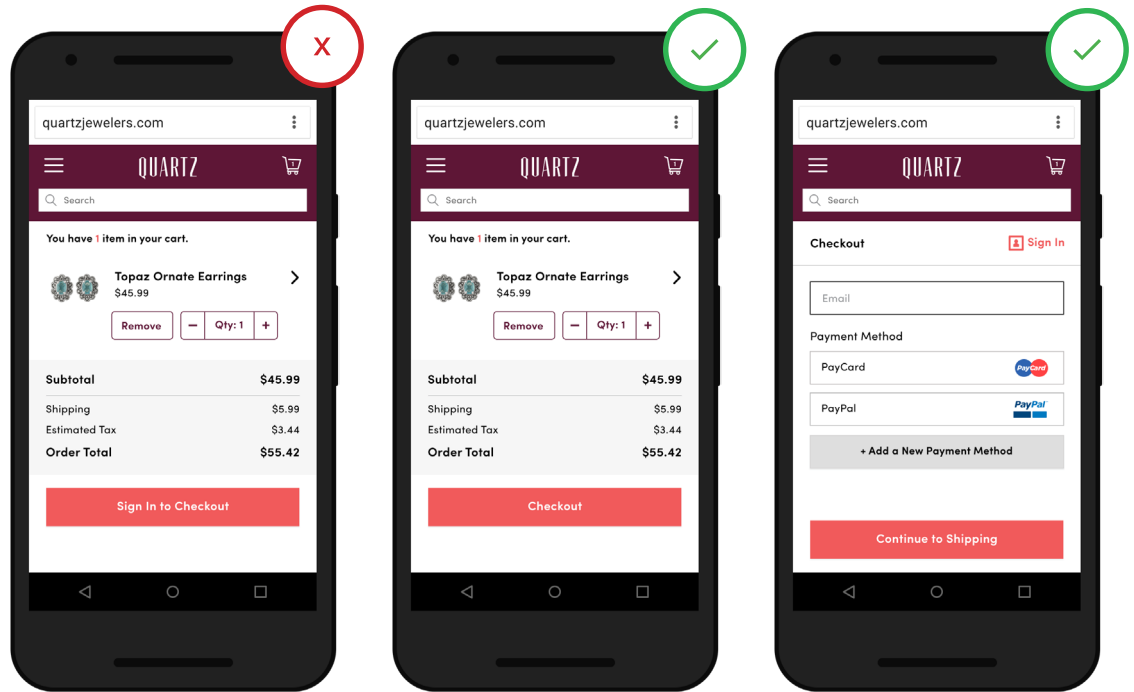 X
quartzjewelers.com
QUARTZ
1
Search
You have 1 item in your cart.
Topaz Ornate Earrings
$45.99
Remove
− Qty: 1 +
Subtotal $45.99
Shipping $5.99
Estimated Tax $3.44
Order Total $55.42
Sign In to Checkout
quartzjewelers.com
QUARTZ
1
Search
You have 1 item in your cart.
Topaz Ornate Earrings
$45.99
Remove
− Qty: 1 +
Subtotal $45.99
Shipping $5.99
Estimated Tax $3.44
Order Total $55.42
Checkout
quartzjewelers.com
QUARTZ
1
Search
Checkout Sign In
Email
Payment Method
PayCard PayCard
PayPal PayPal
+ Add a New Payment Method
Continue to Shipping